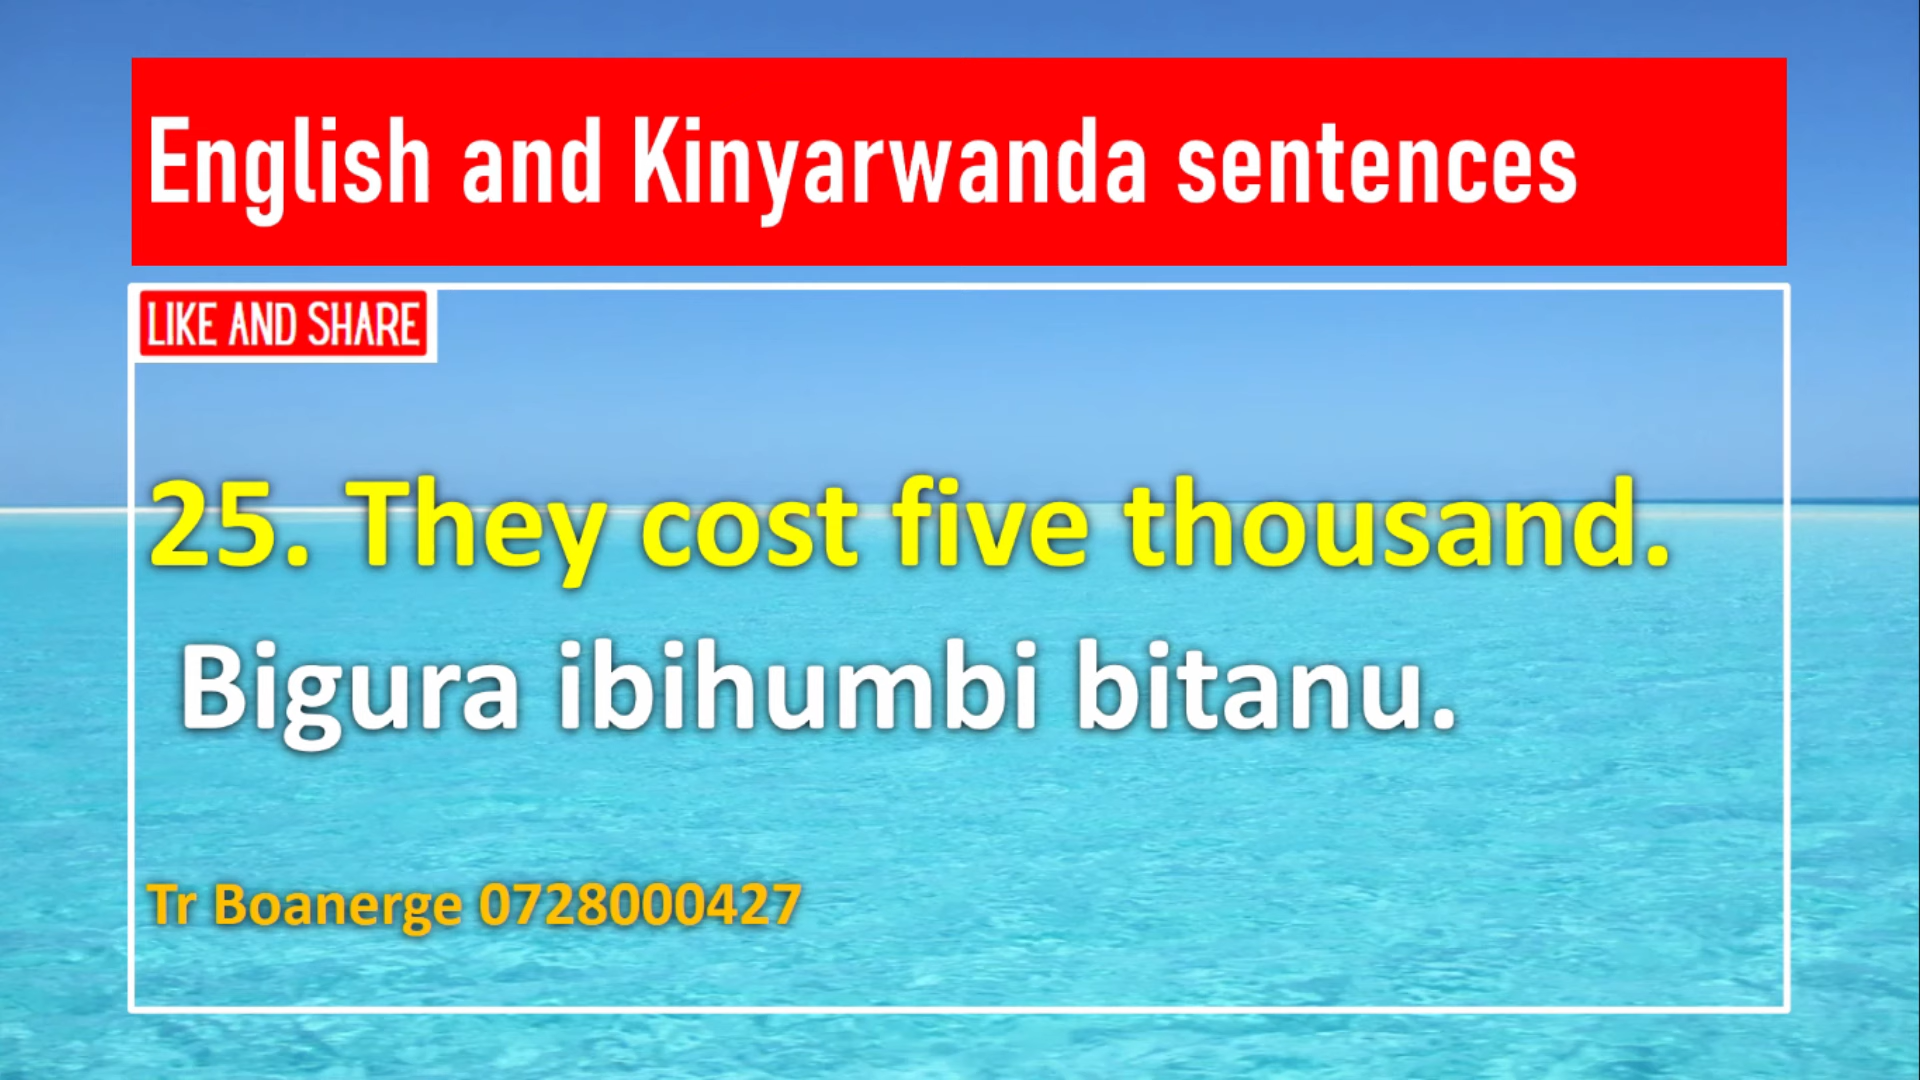 English and Kinyarwanda sentences
LIKE AND SHARE
25. They cost five thousand.
Bigura ibihumbi bitanu.
Tr Boanerge 0728000427